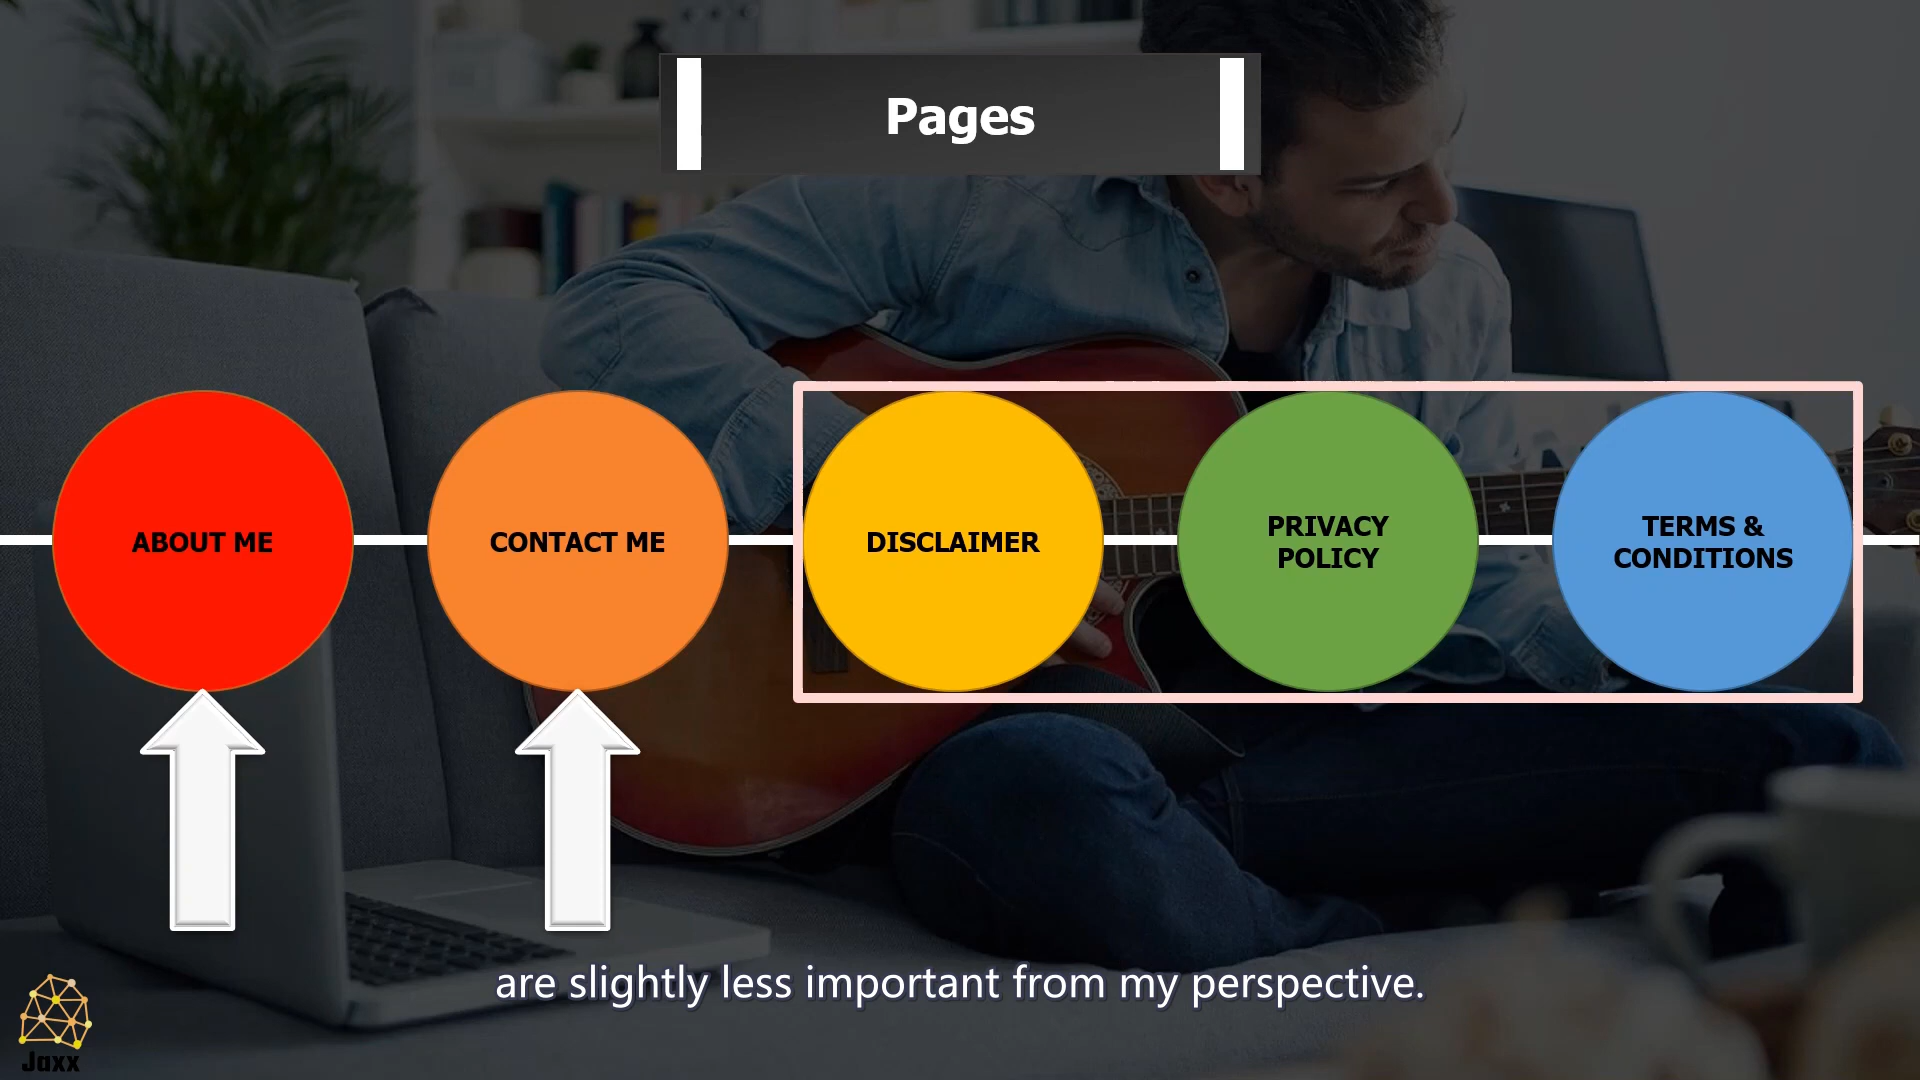 Pages
ABOUT ME
CONTACT ME
DISCLAIMER
PRIVACY
POLICY
TERMS &
CONDITIONS
are slightly less important from my perspective.
Jaxx